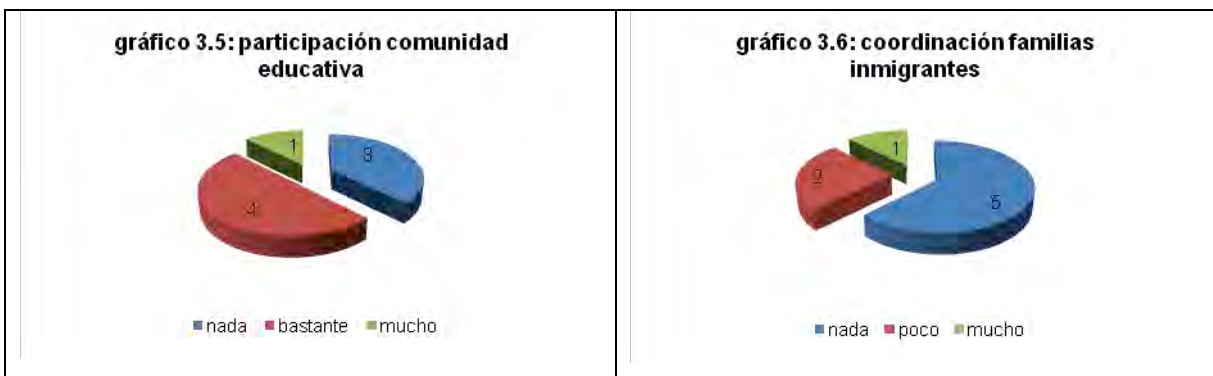 gráfico 3.5: participación comunidad
educativa
1
3
4
nada bastante mucho
gráfico 3.6: coordinación familias
inmigrantes
1
2
5
nada poco mucho